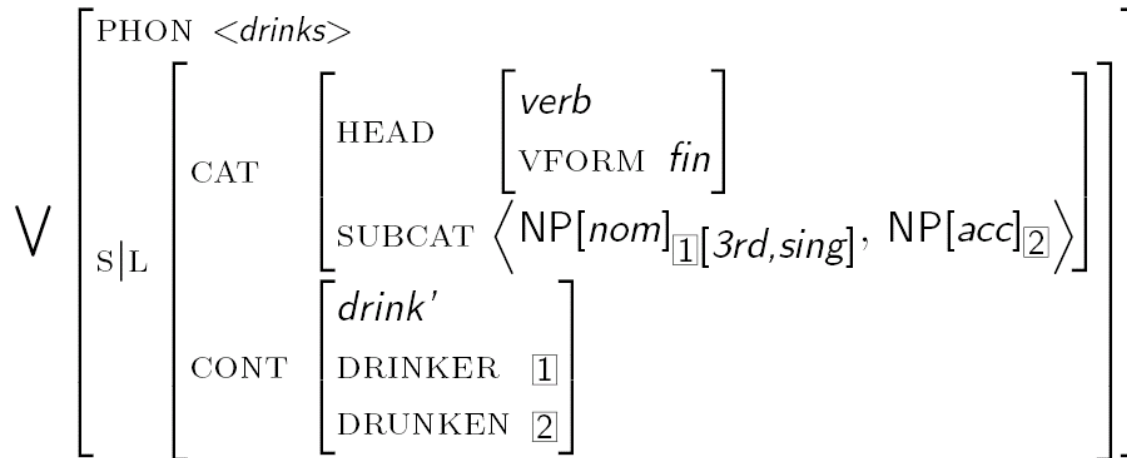 PHON <drinks>
HEAD [verb
VFORM fin]
CAT
SUBCAT ⟨NP[nom] 1 [3rd,sing], NP[acc] 2⟩
∨ S|L
drink'
CONT DRINKER 1
DRUNKEN 2